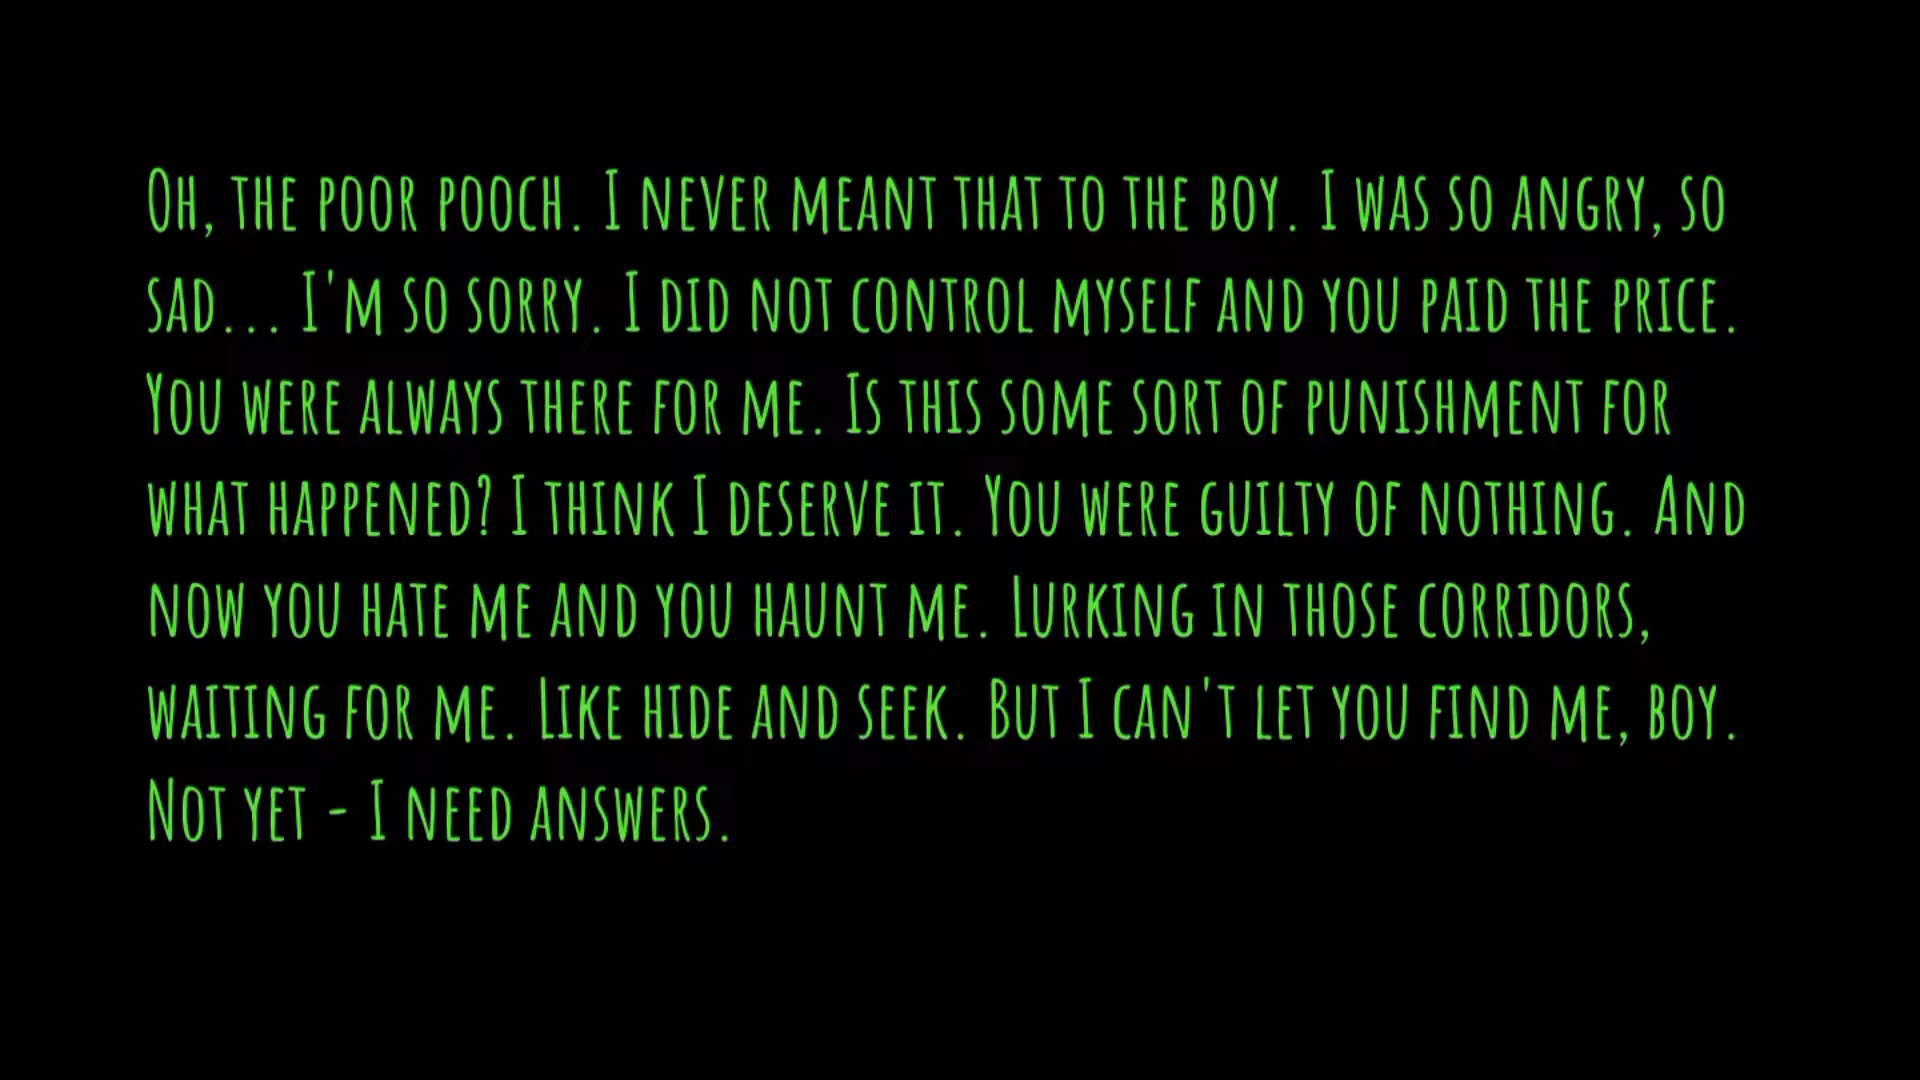 Oh, the poor pooch. I never meant that to the boy. I was so angry, so
sad... I'm so sorry. I did not control myself and you paid the price.
You were always there for me. Is this some sort of punishment for
what happened? I think I deserve it. You were guilty of nothing. And
now you hate me and you haunt me. Lurking in those corridors,
waiting for me. Like hide and seek. But I can't let you find me, boy.
Not yet - I need answers.